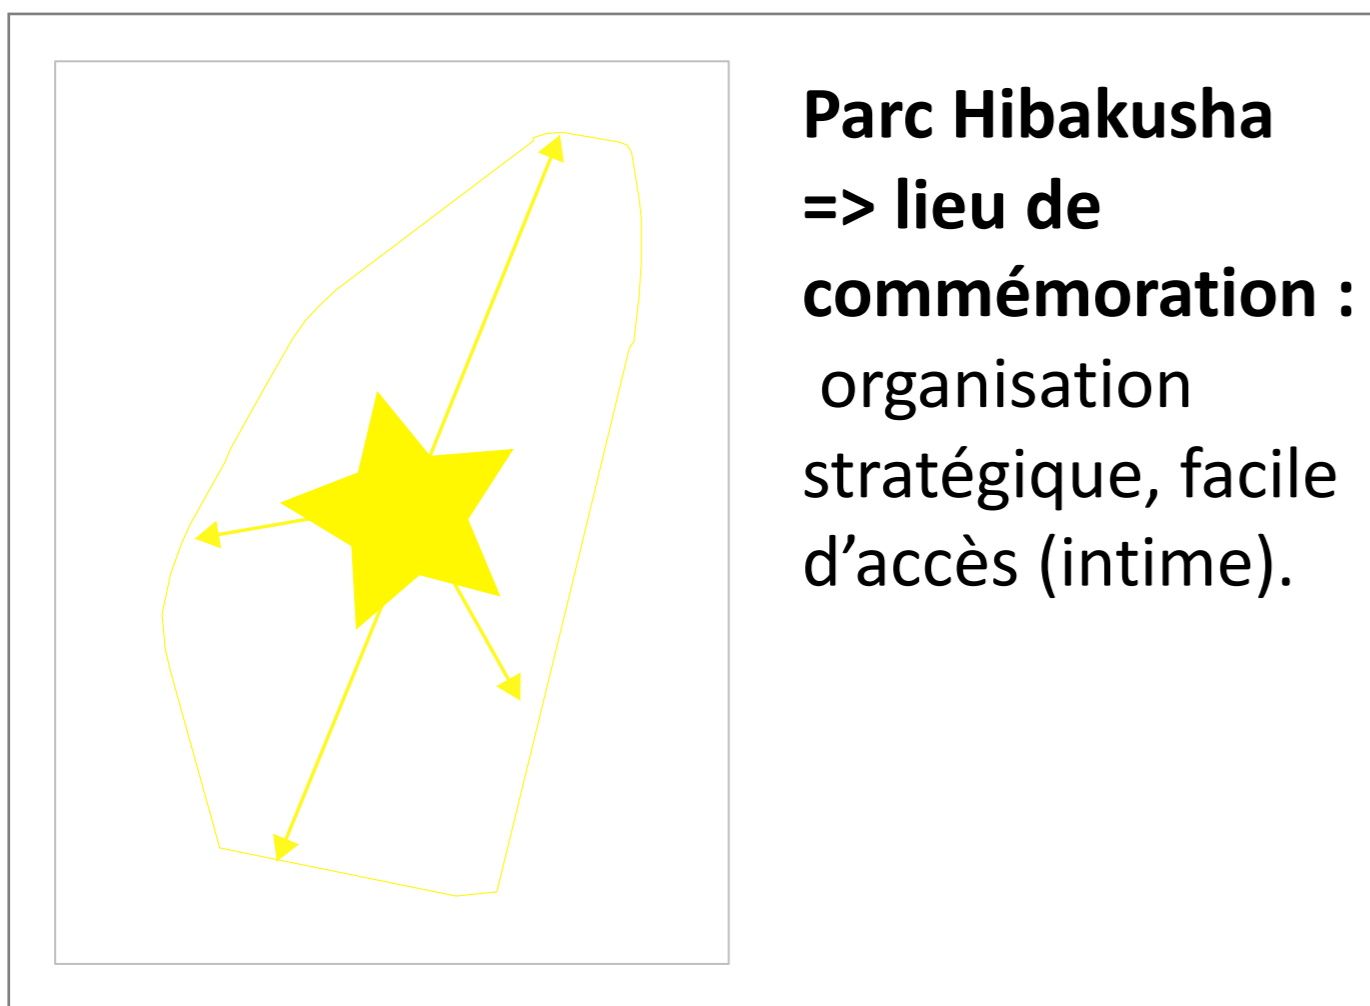 Parc Hibakusha
=> lieu de
commémoration :
organisation
stratégique, facile
d’accès (intime).